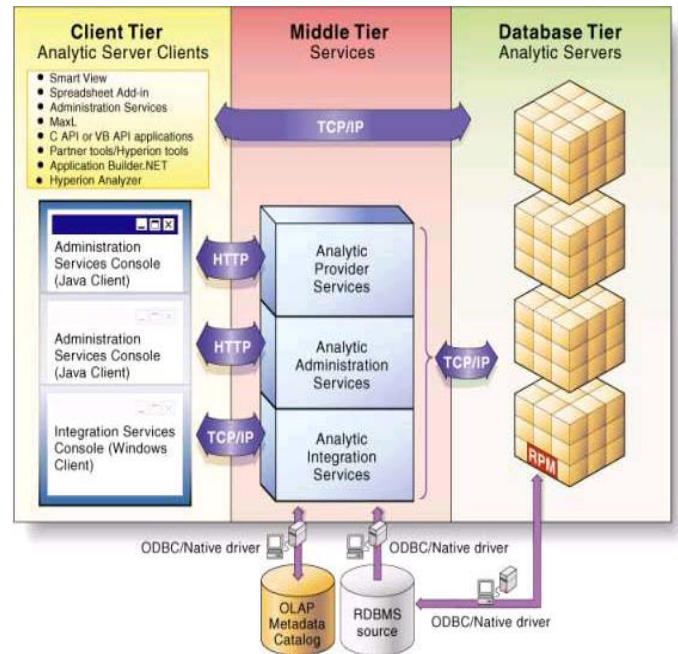 Client Tier
Analytic Server Clients
Middle Tier
Services
Database Tier
Analytic Servers
Smart View
Spreadsheet Add-in
Administration Services
MaxL
C API or VB API applications
Partner tools/Hyperion tools
Application Builder.NET
Hyperion Analyzer
TCP/IP
Administration
Services Console
(Java Client)
HTTP
Analytic
Provider
Services
Administration
Services Console
(Java Client)
HTTP
Analytic
Administration
Services
TCP/IP
Integration Services
Console (Windows
Client)
TCP/IP
Analytic
Integration
Services
RPM
ODBC/Native driver
ODBC/Native driver
OLAP
Metadata
Catalog
RDBMS
source
ODBC/Native driver